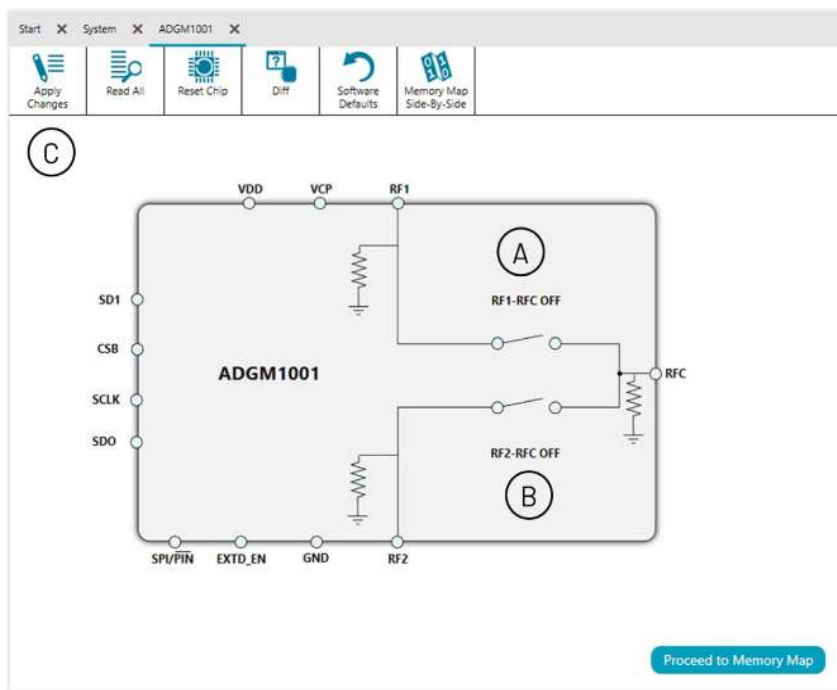 Start X System X ADGM1001 X
Apply Changes
Read All
Reset Chip
Diff
Software Defaults
Memory Map Side-By-Side
C
VDD VCP RF1
A
SD1
RF1-RFC OFF
CSB
ADGM1001
RFC
SCLK
SDO
RF2-RFC OFF
B
SPI/PIN EXTD_EN GND RF2
Proceed to Memory Map